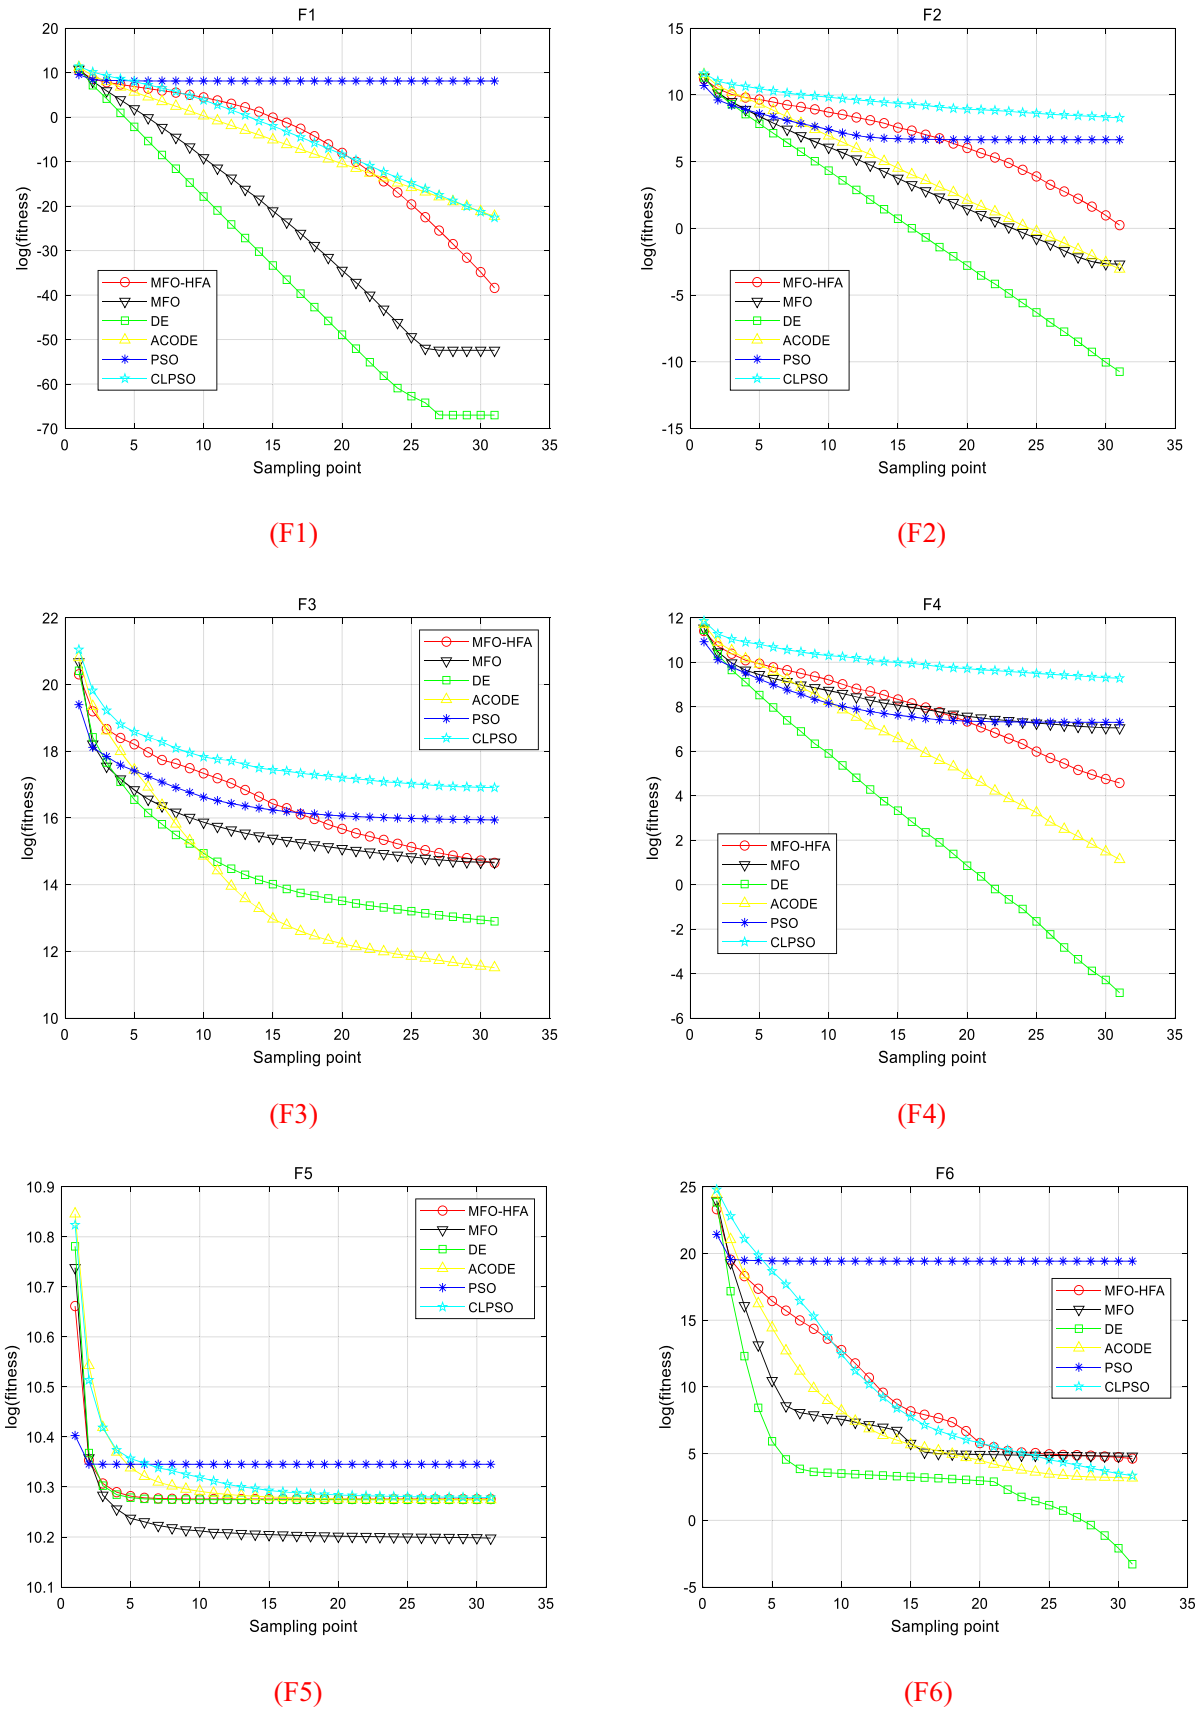 F1
20
10
0
-10
-20
-30
-40
-50
-60
-70
log(fitness)
MFO-HFA
MFO
DE
ACODE
PSO
CLPSO
0 5 10 15 20 25 30 35
Sampling point
(F1)
F2
15
10
5
0
-5
-10
-15
log(fitness)
MFO-HFA
MFO
DE
ACODE
PSO
CLPSO
0 5 10 15 20 25 30 35
Sampling point
(F2)
F3
22
20
18
16
14
12
10
log(fitness)
MFO-HFA
MFO
DE
ACODE
PSO
CLPSO
0 5 10 15 20 25 30 35
Sampling point
(F3)
F4
12
10
8
6
4
2
0
-2
-4
-6
log(fitness)
MFO-HFA
MFO
DE
ACODE
PSO
CLPSO
0 5 10 15 20 25 30 35
Sampling point
(F4)
F5
10.9
10.8
10.7
10.6
10.5
10.4
10.3
10.2
10.1
log(fitness)
MFO-HFA
MFO
DE
ACODE
PSO
CLPSO
0 5 10 15 20 25 30 35
Sampling point
(F5)
F6
25
20
15
10
5
0
-5
log(fitness)
MFO-HFA
MFO
DE
ACODE
PSO
CLPSO
0 5 10 15 20 25 30 35
Sampling point
(F6)